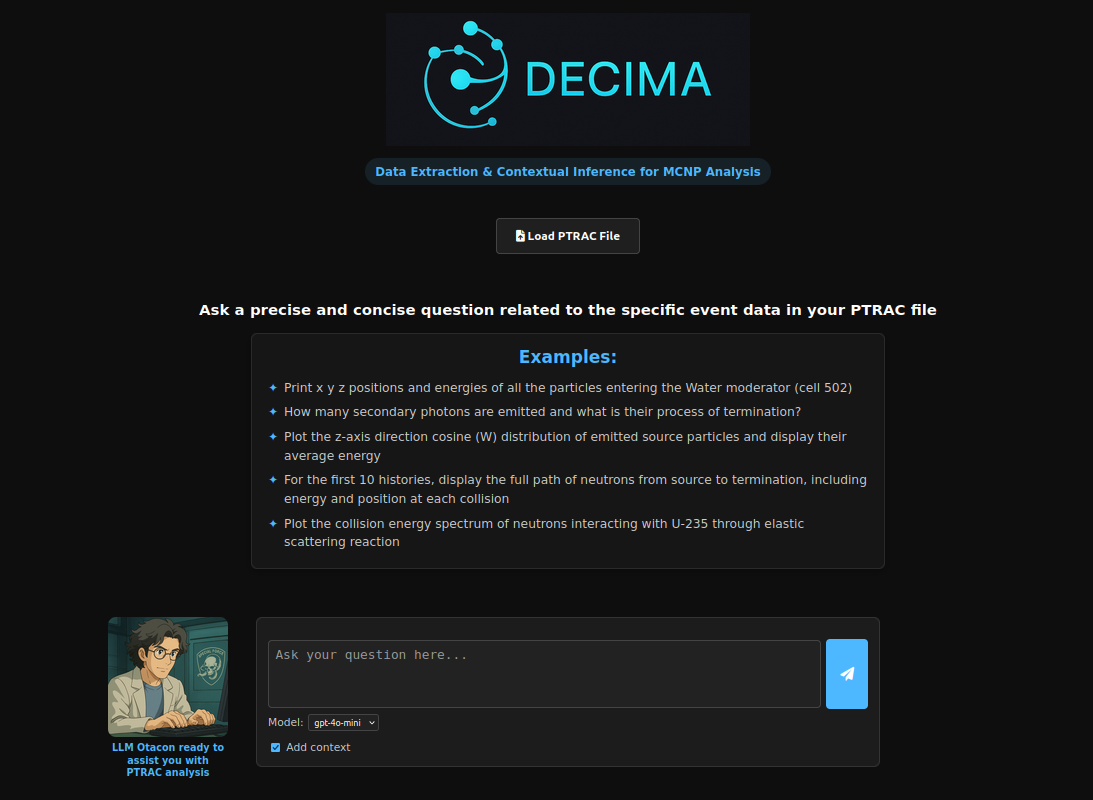 DECIMA
Data Extraction & Contextual Inference for MCNP Analysis
Load PTRAC File
Ask a precise and concise question related to the specific event data in your PTRAC file
Examples:
✦ Print x y z positions and energies of all the particles entering the Water moderator (cell 502)
✦ How many secondary photons are emitted and what is their process of termination?
✦ Plot the z-axis direction cosine (W) distribution of emitted source particles and display their
average energy
✦ For the first 10 histories, display the full path of neutrons from source to termination, including
energy and position at each collision
✦ Plot the collision energy spectrum of neutrons interacting with U-235 through elastic
scattering reaction
Ask your question here...
Model: gpt-4o-mini
Add context
LLM Otacon ready to
assist you with
PTRAC analysis